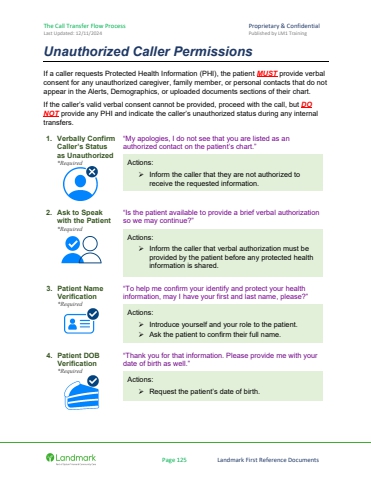 The Call Transfer Flow Process
Proprietary & Confidential
Last Updated: 12/11/2024
Published by LM1 Training
Unauthorized Caller Permissions
If a caller requests Protected Health Information (PHI), the patient MUST provide verbal
consent for any unauthorized caregiver, family member, or personal contacts that do not
appear in the Alerts, Demographics, or uploaded documents sections of their chart.
If the caller's valid verbal consent cannot be provided, proceed with the call, but DO
NOT provide any PHI and indicate the caller's unauthorized status during any internal
transfers.
1. Verbally Confirm
Caller's Status
as Unauthorized
*Required
"My apologies, I do not see that you are listed as an
authorized contact on the patient's chart."
Actions:
➢ Inform the caller that they are not authorized to
receive the requested information.
2. Ask to Speak
with the Patient
*Required
"Is the patient available to provide a brief verbal authorization
so we may continue?"
Actions:
➢ Inform the caller that verbal authorization must be
provided by the patient before any protected health
information is shared.
3. Patient Name
Verification
*Required
"To help me confirm your identify and protect your health
information, may I have your first and last name, please?"
Actions:
➢ Introduce yourself and your role to the patient.
➢ Ask the patient to confirm their full name.
4. Patient DOB
Verification
*Required
"Thank you for that information. Please provide me with your
date of birth as well."
Actions:
➢ Request the patient's date of birth.
Landmark
Page 125
Landmark First Reference Documents